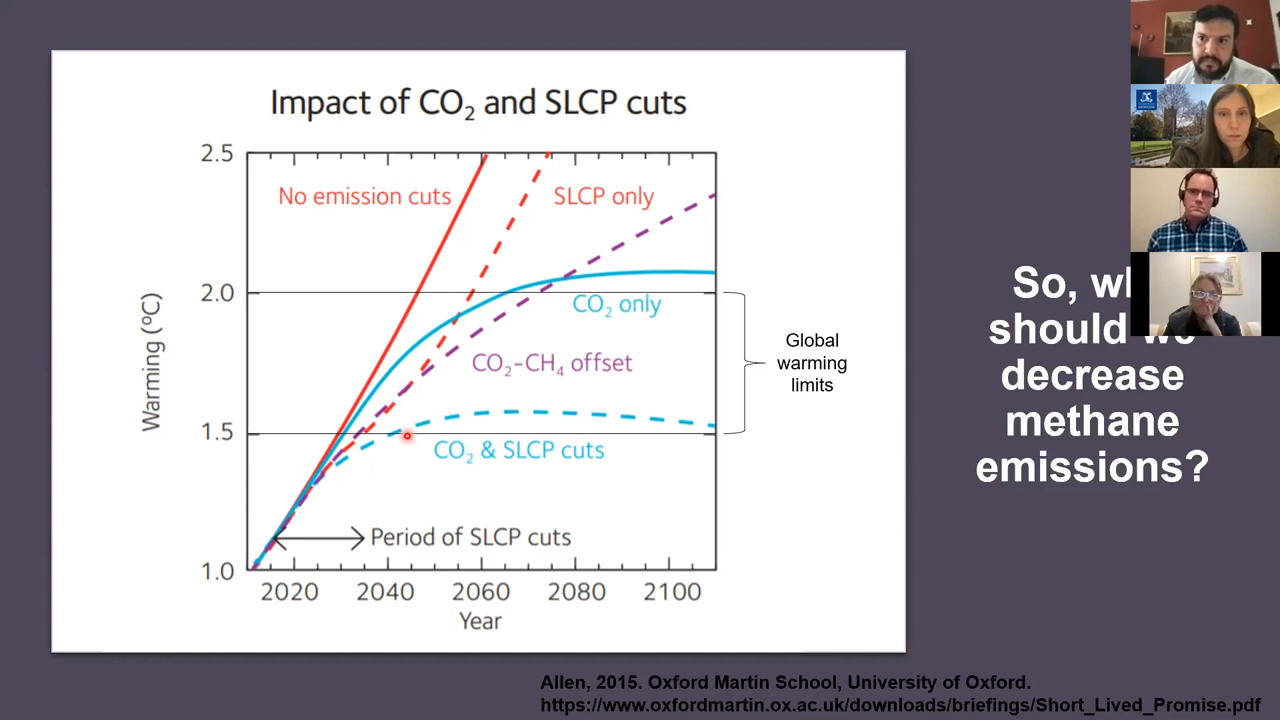 Impact of CO₂ and SLCP cuts
2.5
No emission cuts
SLCP only
2.0
CO₂ only
Global
warming
limits
CO₂-CH₄ offset
Warming (ºC)
1.5
CO₂ & SLCP cuts
Period of SLCP cuts
1.0
2020 2040 2060 2080 2100
Year
So,
should
decrease
methane
emissions?
Allen, 2015. Oxford Martin School, University of Oxford.
https://www.oxfordmartin.ox.ac.uk/downloads/briefings/Short_Lived_Promise.pdf